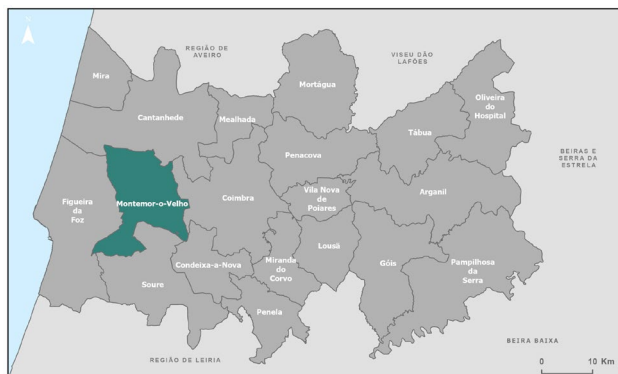 N
REGIÃO DE
AVEIRO
VISEU DÃO
LAFÕES
Mira
Mortágua
Oliveira
do
Hospital
Cantanhede
Mealhada
Tábua
Penacova
BEIRAS E
SERRA DA
ESTRELA
Vila Nova
de
Poiares
Arganil
Coimbra
Montemor-o-Velho
Figueira
da
Foz
Lousã
Condeixa-a-Nova
Miranda
do
Corvo
Góis
Pampilhosa
da
Serra
Soure
Penela
BEIRA BAIXA
REGIÃO DE LEIRIA
0 10 Km